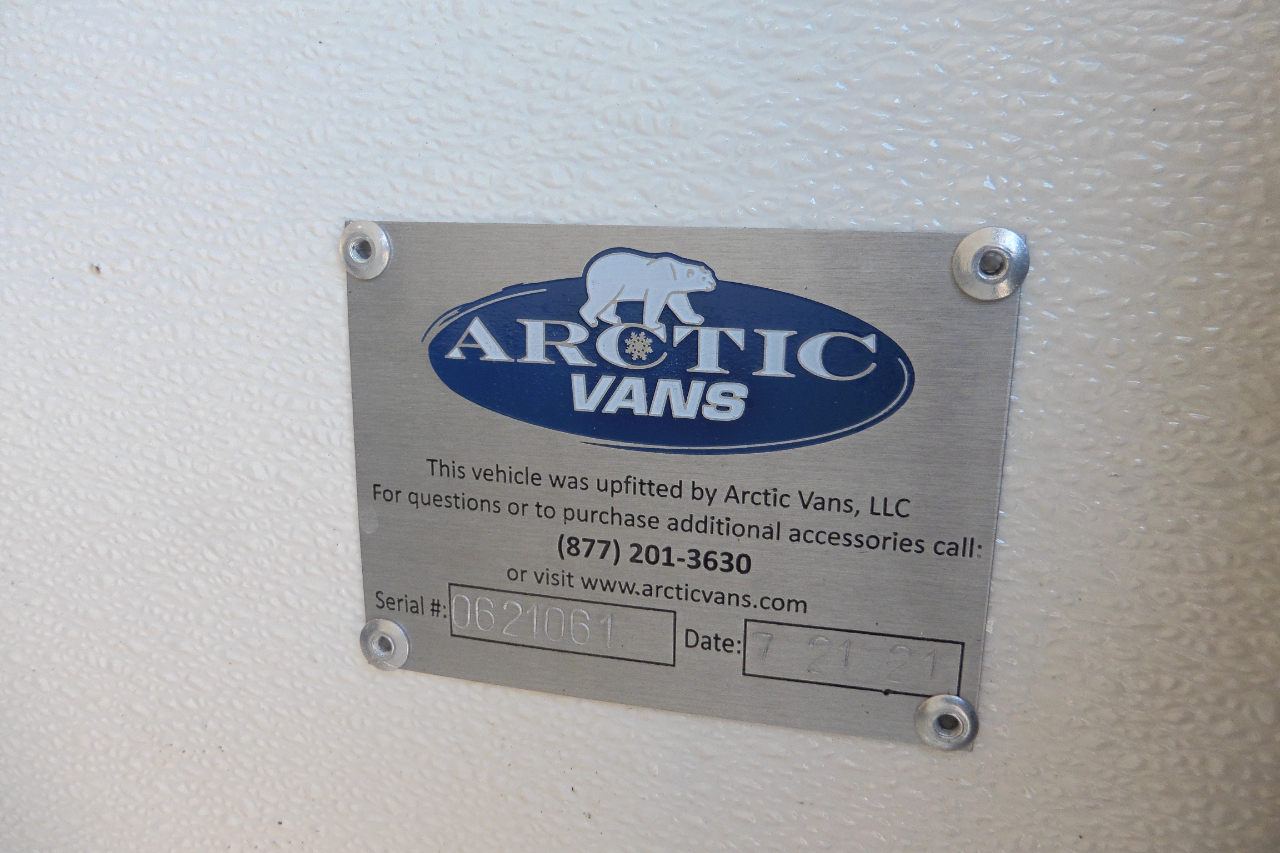 ARCTIC
VANS
This vehicle was upfitted by Arctic Vans, LLC
For questions or to purchase additional accessories call:
(877) 201-3630
or visit www.arcticvans.com
Serial #: 0621061 Date: 7 21 21